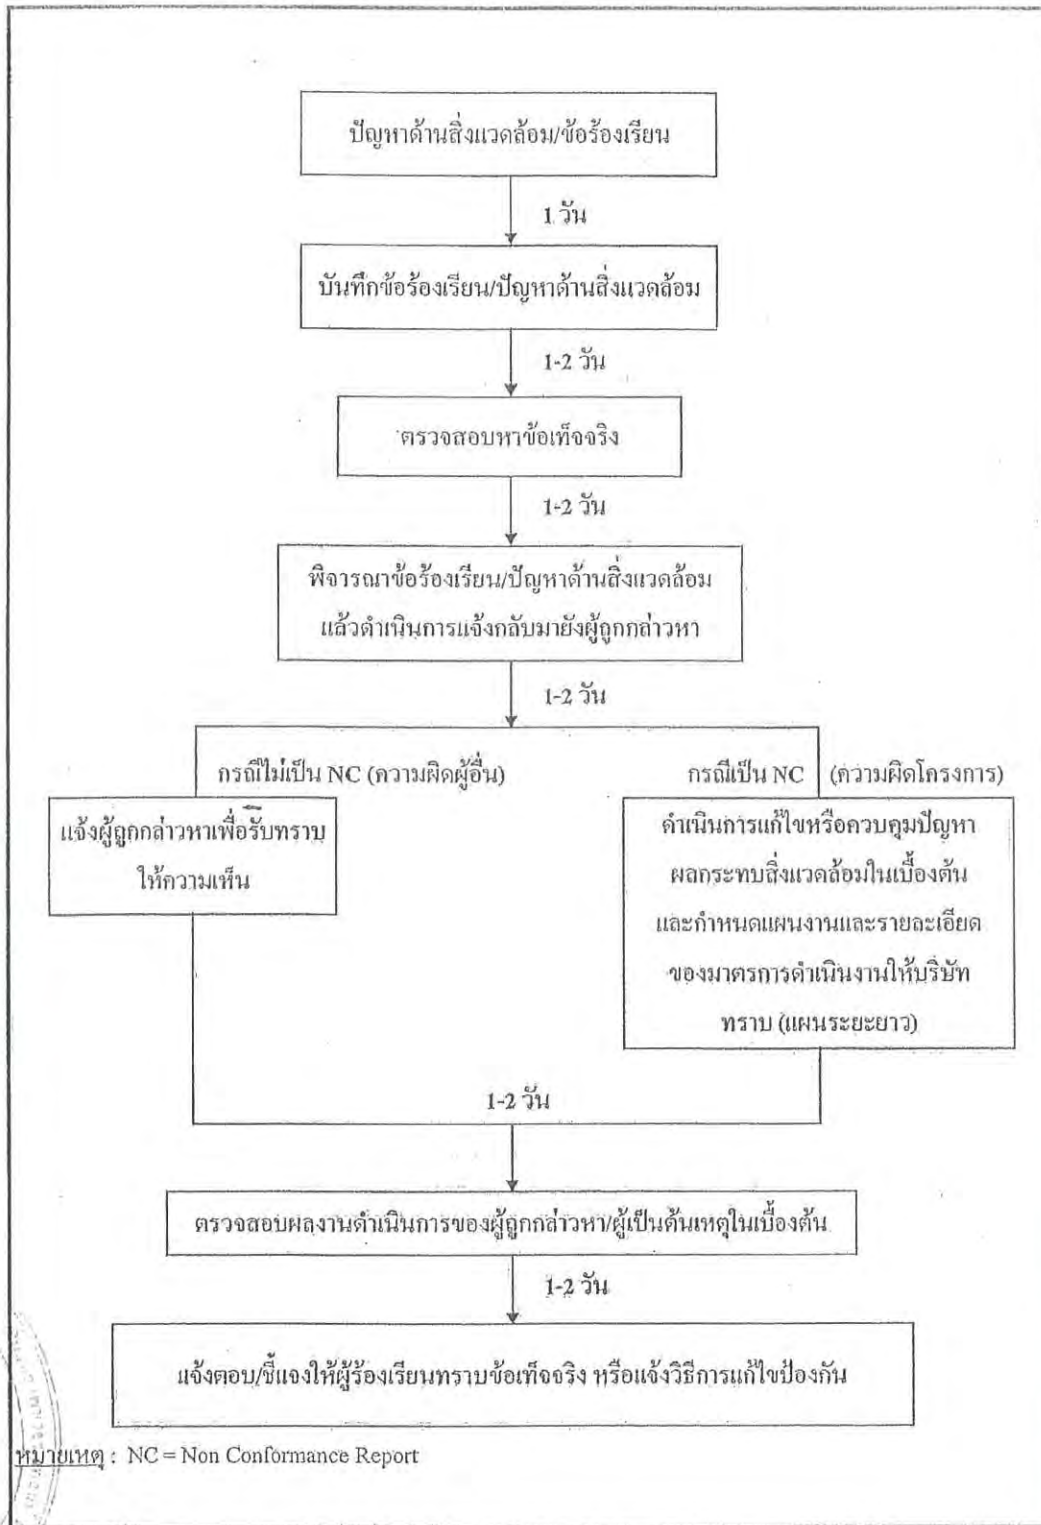 ปัญหาด้านสิ่งแวดล้อม/ข้อร้องเรียน
1 วัน
บันทึกข้อร้องเรียน/ปัญหาด้านสิ่งแวดล้อม
1-2 วัน
ตรวจสอบหาข้อเท็จจริง
1-2 วัน
พิจารณาข้อร้องเรียน/ปัญหาด้านสิ่งแวดล้อม
แล้วดำเนินการแจ้งกลับมายังผู้ถูกกล่าวหา
1-2 วัน
กรณีไม่เป็น NC (ความผิดผู้อื่น)
แจ้งผู้ถูกกล่าวหาเพื่อรับทราบ
ให้ความเห็น
กรณีเป็น NC (ความผิดโครงการ)
ดำเนินการแก้ไขหรือควบคุมปัญหา
ผลกระทบสิ่งแวดล้อมในเบื้องต้น
และกำหนดแผนงานและรายละเอียด
ของมาตรการดำเนินงานให้บริษัท
ทราบ (แผนระยะยาว)
1-2 วัน
ตรวจสอบผลงานดำเนินการของผู้ถูกกล่าวหา/ผู้เป็นต้นเหตุในเบื้องต้น
1-2 วัน
แจ้งตอบ/ชี้แจงให้ผู้ร้องเรียนทราบข้อเท็จจริง หรือแจ้งวิธีการแก้ไขป้องกัน
หมายเหตุ : NC = Non Conformance Report